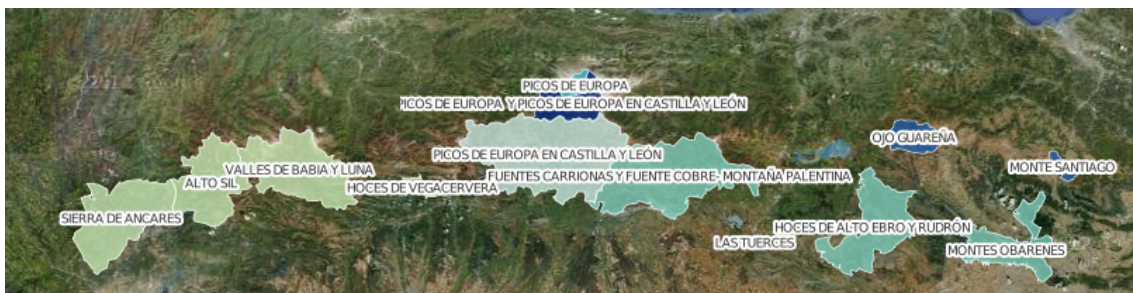 PICOS DE EUROPA
PICOS DE EUROPA Y PICOS DE EUROPA EN CASTILLA Y LEÓN
OJO GUAREÑA
PICOS DE EUROPA EN CASTILLA Y LEÓN
MONTE SANTIAGO
VALLES DE BABIA Y LUNA
FUENTES CARRIONAS Y FUENTE COBRE- MONTAÑA PALENTINA
ALTO SIL
HOCES DE VEGACERVERA
SIERRA DE ANCARES
HOCES DE ALTO EBRO Y RUDRÓN
LAS TUERCES
MONTES OBARENES